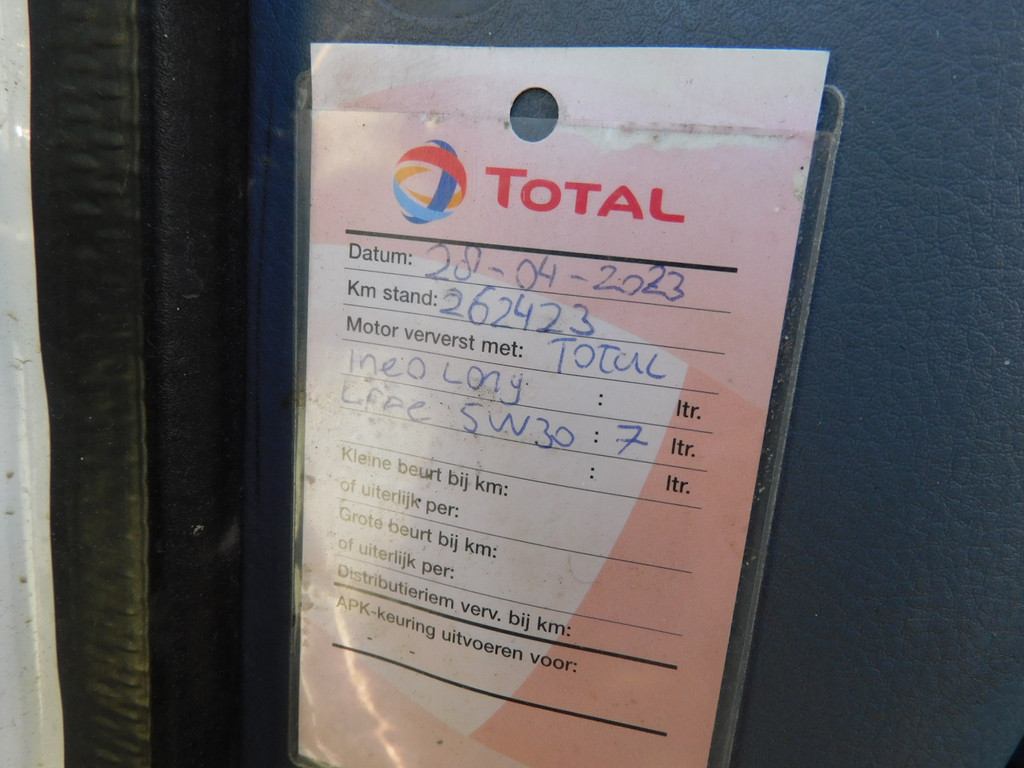 TOTAL
Datum: 28-04-2023
Km stand: 262423
Motor ververst met: TOTAL
Ineo Long : ltr.
Life 5W30 : 7 ltr.
: ltr.
Kleine beurt bij km:
of uiterlijk per:
Grote beurt bij km:
of uiterlijk per:
Distributieriem verv. bij km:
APK-keuring uitvoeren voor: